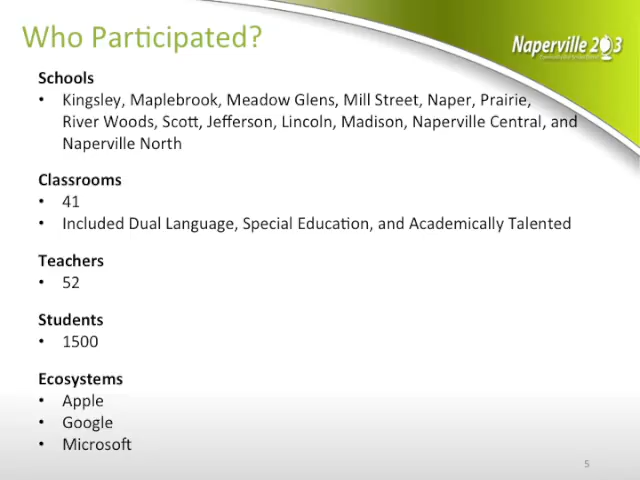 Who Participated?
Naperville 203
Schools
• Kingsley, Maplebrook, Meadow Glens, Mill Street, Naper, Prairie,
River Woods, Scott, Jefferson, Lincoln, Madison, Naperville Central, and
Naperville North
Classrooms
• 41
• Included Dual Language, Special Education, and Academically Talented
Teachers
• 52
Students
• 1500
Ecosystems
• Apple
• Google
• Microsoft
5